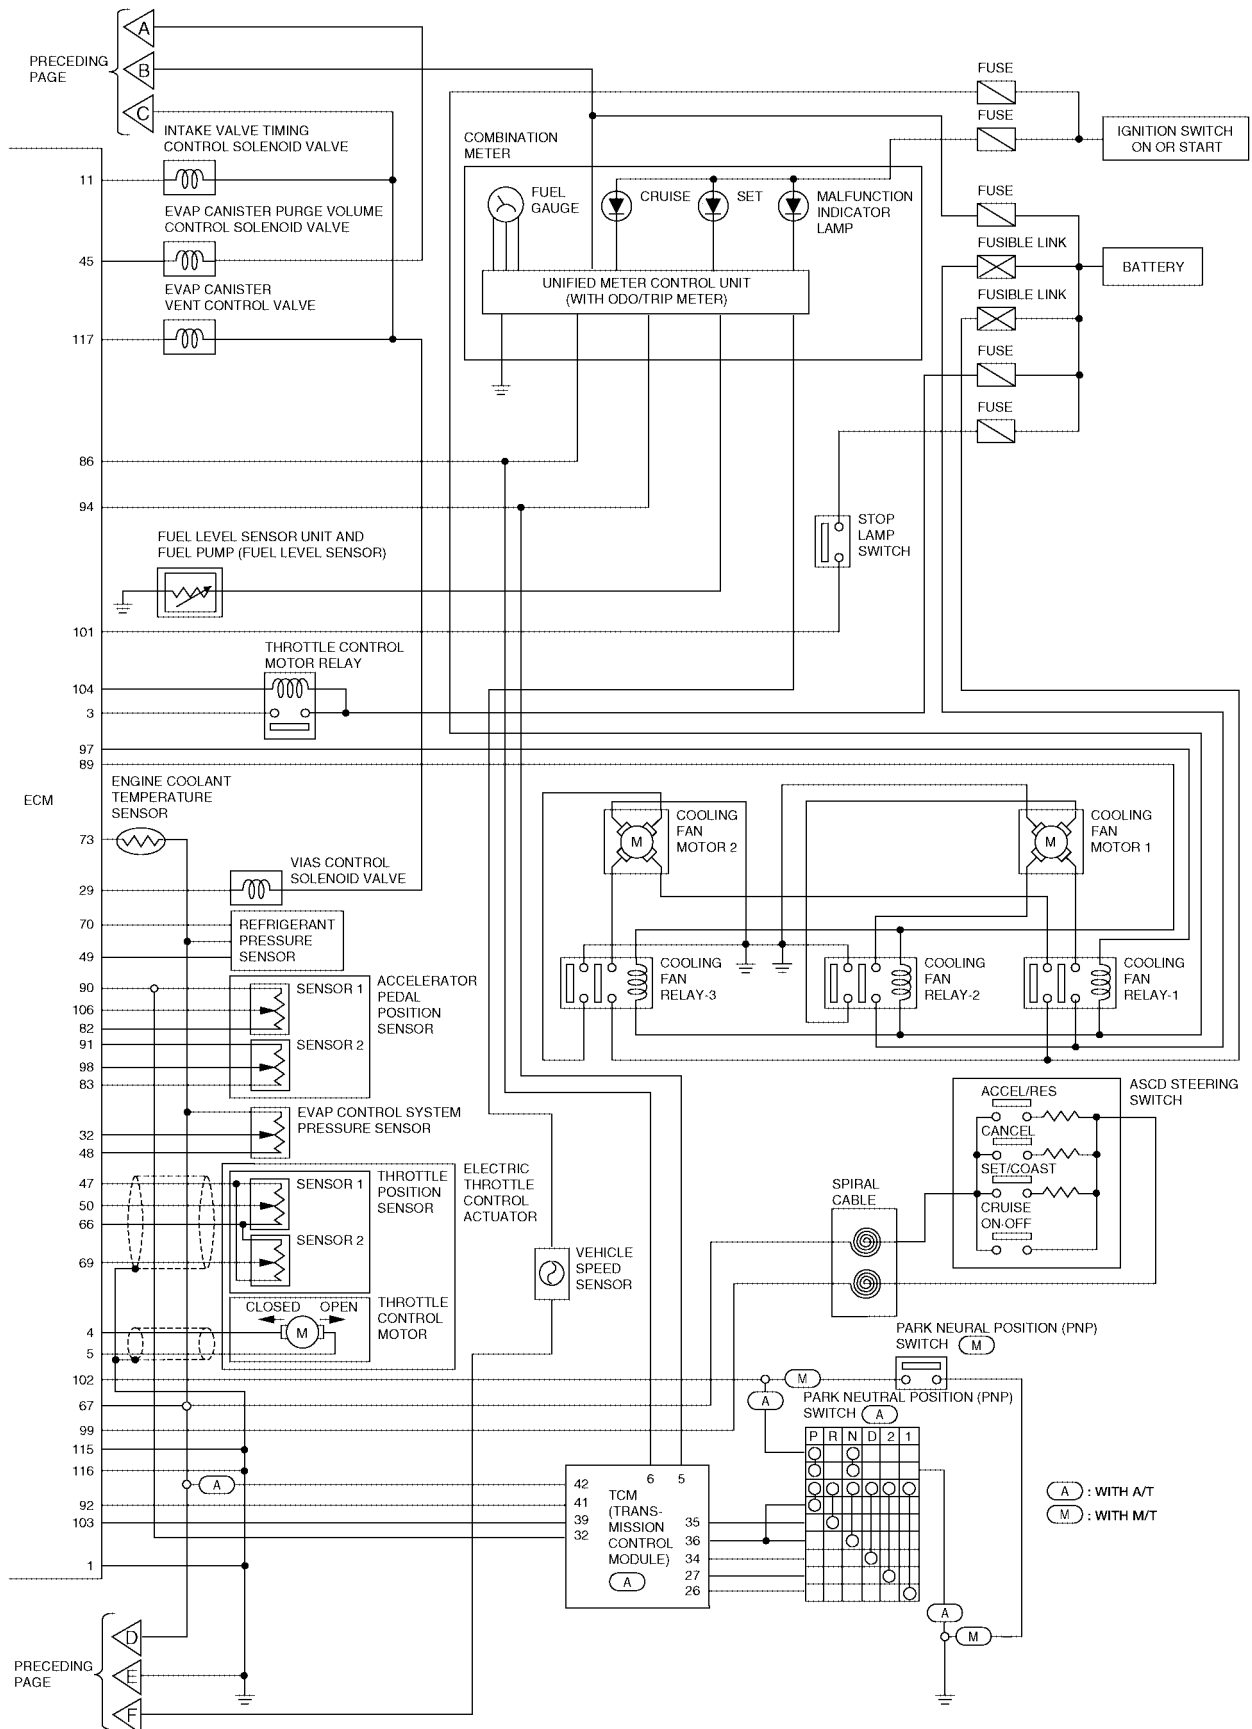 A
PRECEDING
PAGE
B
C
INTAKE VALVE TIMING
CONTROL SOLENOID VALVE
11
EVAP CANISTER PURGE VOLUME
CONTROL SOLENOID VALVE
45
EVAP CANISTER
VENT CONTROL VALVE
117
COMBINATION
METER
FUEL
GAUGE
CRUISE
SET
MALFUNCTION
INDICATOR
LAMP
UNIFIED METER CONTROL UNIT
(WITH ODO/TRIP METER)
FUSE
FUSE
IGNITION SWITCH
ON OR START
FUSE
FUSIBLE LINK
BATTERY
FUSIBLE LINK
FUSE
FUSE
86
94
STOP
LAMP
SWITCH
FUEL LEVEL SENSOR UNIT AND
FUEL PUMP (FUEL LEVEL SENSOR)
101
THROTTLE CONTROL
MOTOR RELAY
104
3
97
89
ECM
ENGINE COOLANT
TEMPERATURE
SENSOR
73
VIAS CONTROL
SOLENOID VALVE
29
70
REFRIGERANT
PRESSURE
SENSOR
49
M
COOLING
FAN
MOTOR 2
M
COOLING
FAN
MOTOR 1
COOLING
FAN
RELAY-3
COOLING
FAN
RELAY-2
COOLING
FAN
RELAY-1
90
SENSOR 1
ACCELERATOR
PEDAL
POSITION
SENSOR
106
82
91
SENSOR 2
98
83
EVAP CONTROL SYSTEM
PRESSURE SENSOR
32
48
47
SENSOR 1
THROTTLE
POSITION
SENSOR
ELECTRIC
THROTTLE
CONTROL
ACTUATOR
50
66
SENSOR 2
69
CLOSED
OPEN
M
THROTTLE
CONTROL
MOTOR
4
5
VEHICLE
SPEED
SENSOR
SPIRAL
CABLE
ASCD STEERING
SWITCH
ACCEL/RES
CANCEL
SET/COAST
CRUISE
ON·OFF
PARK NEURAL POSITION (PNP)
SWITCH M
102
M
A
PARK NEUTRAL POSITION (PNP)
SWITCH A
P R N D 2 1
67
99
115
116
A
92
103
1
6 5
42
41
39
32
TCM
(TRANS-
MISSION
CONTROL
MODULE)
A
35
36
34
27
26
A : WITH A/T
M : WITH M/T
A
M
D
PRECEDING
PAGE
E
F